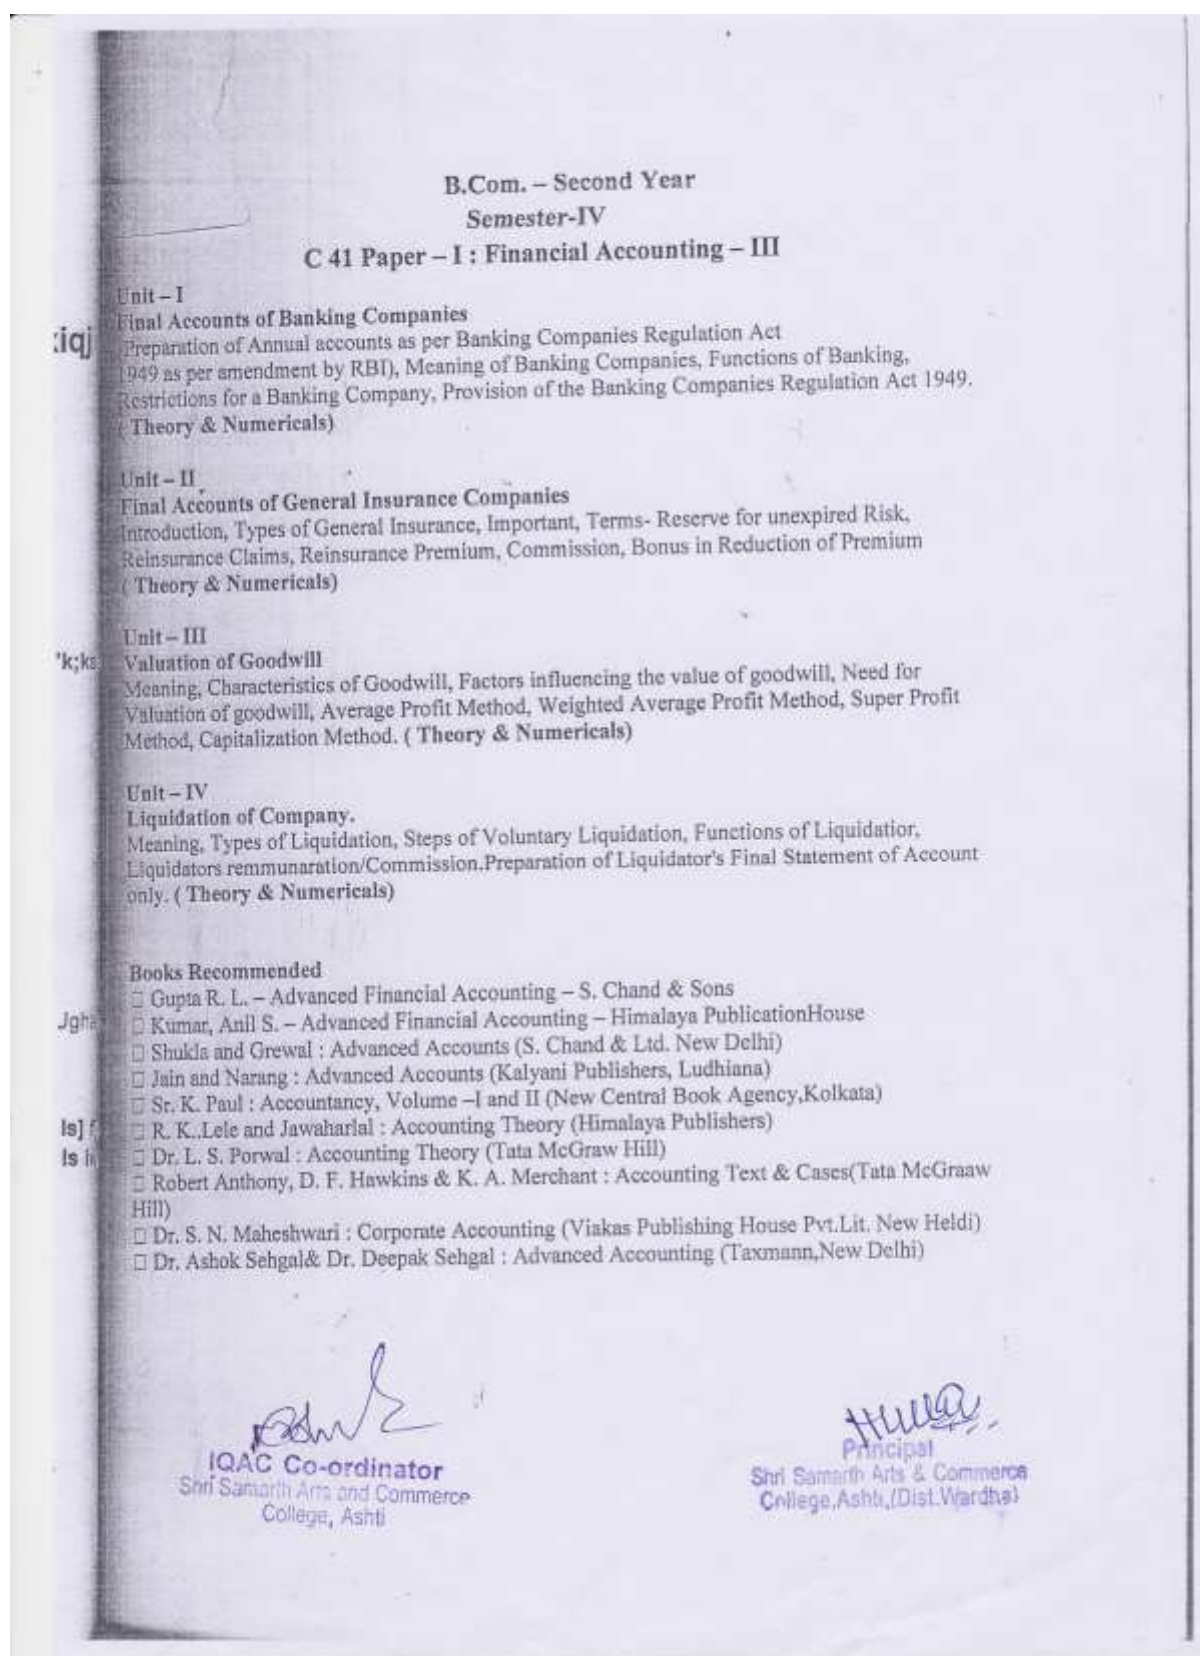 B.Com. – Second Year
Semester-IV
C 41 Paper – I : Financial Accounting – III
Unit – I
Final Accounts of Banking Companies
Preparation of Annual accounts as per Banking Companies Regulation Act
1949 as per amendment by RBI), Meaning of Banking Companies, Functions of Banking,
Restrictions for a Banking Company, Provision of the Banking Companies Regulation Act 1949.
( Theory & Numericals)
Unit – II
Final Accounts of General Insurance Companies
Introduction, Types of General Insurance, Important, Terms- Reserve for unexpired Risk,
Reinsurance Claims, Reinsurance Premium, Commission, Bonus in Reduction of Premium
( Theory & Numericals)
Unit – III
Valuation of Goodwill
Meaning, Characteristics of Goodwill, Factors influencing the value of goodwill, Need for
Valuation of goodwill, Average Profit Method, Weighted Average Profit Method, Super Profit
Method, Capitalization Method. ( Theory & Numericals)
Unit – IV
Liquidation of Company.
Meaning, Types of Liquidation, Steps of Voluntary Liquidation, Functions of Liquidatior,
Liquidators remmunaration/Commission.Preparation of Liquidator's Final Statement of Account
only. ( Theory & Numericals)
Books Recommended
□ Gupta R. L. – Advanced Financial Accounting – S. Chand & Sons
□ Kumar, Anil S. – Advanced Financial Accounting – Himalaya PublicationHouse
□ Shukla and Grewal : Advanced Accounts (S. Chand & Ltd. New Delhi)
□ Jain and Narang : Advanced Accounts (Kalyani Publishers, Ludhiana)
□ Sr. K. Paul : Accountancy, Volume –I and II (New Central Book Agency,Kolkata)
□ R. K..Lele and Jawaharlal : Accounting Theory (Himalaya Publishers)
□ Dr. L. S. Porwal : Accounting Theory (Tata McGraw Hill)
□ Robert Anthony, D. F. Hawkins & K. A. Merchant : Accounting Text & Cases(Tata McGraaw
Hill)
□ Dr. S. N. Maheshwari : Corporate Accounting (Viakas Publishing House Pvt.Lit. New Heldi)
□ Dr. Ashok Sehgal& Dr. Deepak Sehgal : Advanced Accounting (Taxmann,New Delhi)
IQAC Co-ordinator
Shri Samarth Arts and Commerce
College, Ashti
Principal
Shri Samarth Arts & Commerce
College,Ashti,(Dist.Wardha)